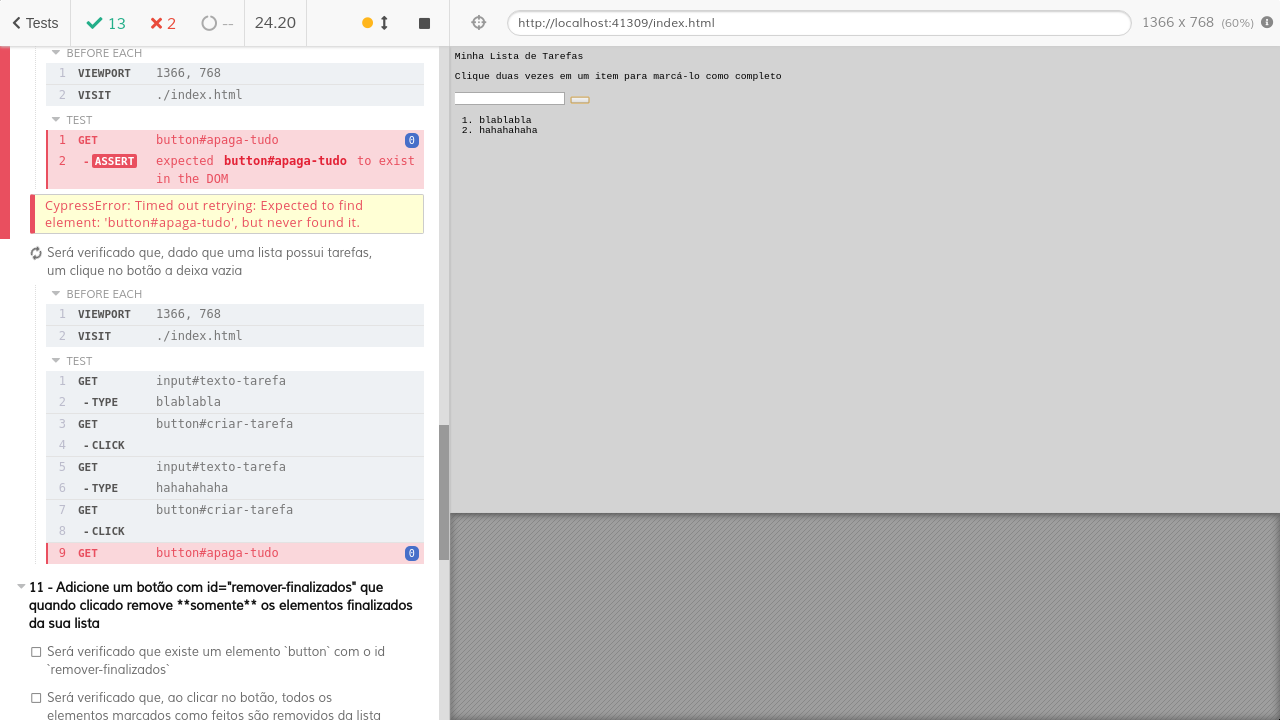 Tests 13 2 -- 24.20
http://localhost:41309/index.html 1366 x 768 (60%)
BEFORE EACH
1 VIEWPORT 1366, 768
2 VISIT ./index.html
TEST
1 GET button#apaga-tudo 0
2 -ASSERT expected button#apaga-tudo to exist
in the DOM
CypressError: Timed out retrying: Expected to find
element: 'button#apaga-tudo', but never found it.
Será verificado que, dado que uma lista possui tarefas,
um clique no botão a deixa vazia
BEFORE EACH
1 VIEWPORT 1366, 768
2 VISIT ./index.html
TEST
1 GET input#texto-tarefa
2 -TYPE blablabla
3 GET button#criar-tarefa
4 -CLICK
5 GET input#texto-tarefa
6 -TYPE hahahahaha
7 GET button#criar-tarefa
8 -CLICK
9 GET button#apaga-tudo 0
11 - Adicione um botão com id="remover-finalizados" que
quando clicado remove **somente** os elementos finalizados
da sua lista
Será verificado que existe um elemento `button` com o id
`remover-finalizados`
Será verificado que, ao clicar no botão, todos os
elementos marcados como feitos são removidos da lista
Minha Lista de Tarefas
Clique duas vezes em um item para marcá-lo como completo
1. blablabla
2. hahahahaha